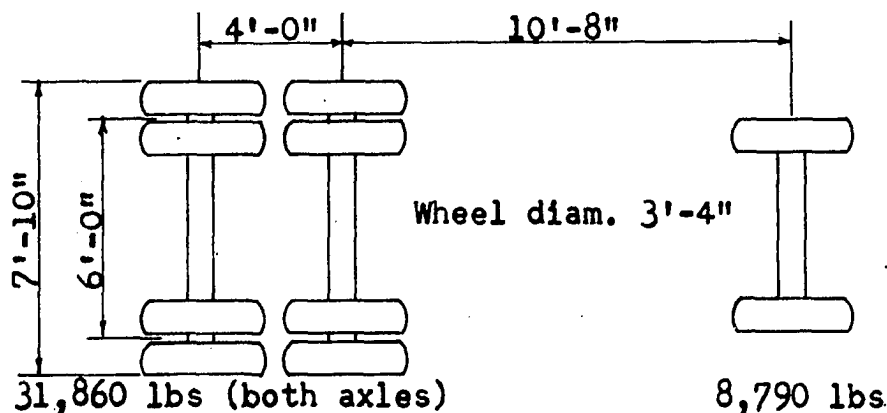 4'-0" 10'-8"
7'-10"
6'-0"
Wheel diam. 3'-4"
31,860 lbs (both axles) 8,790 lbs